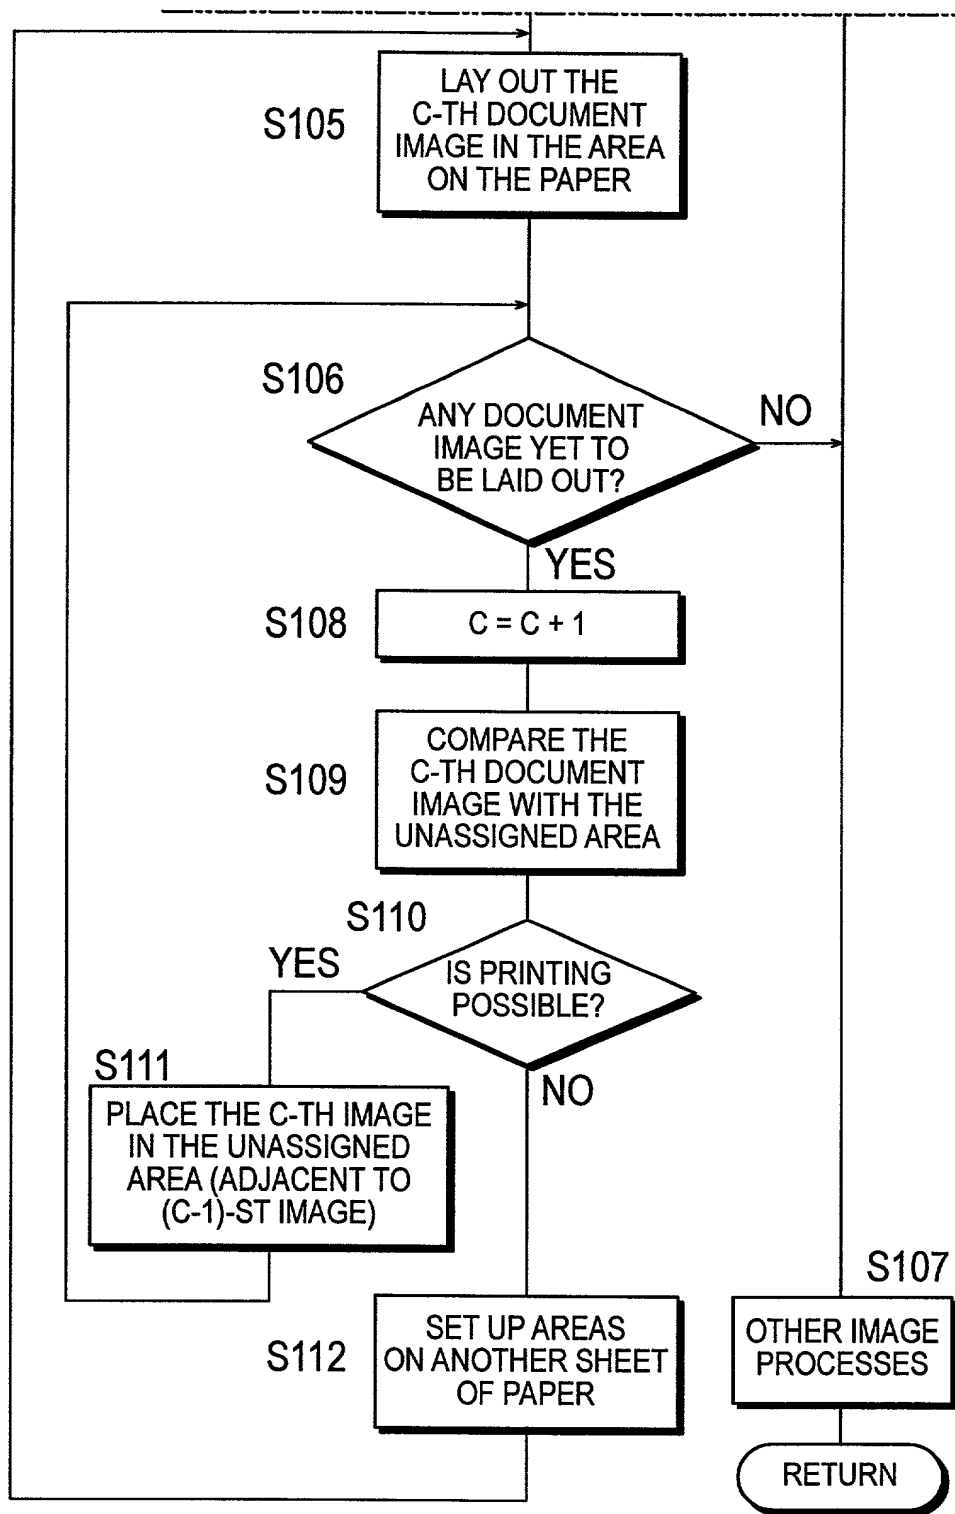 S105
LAY OUT THE
C-TH DOCUMENT
IMAGE IN THE AREA
ON THE PAPER
S106
ANY DOCUMENT
IMAGE YET TO
BE LAID OUT?
NO
YES
S108
C = C + 1
S109
COMPARE THE
C-TH DOCUMENT
IMAGE WITH THE
UNASSIGNED AREA
S110
IS PRINTING
POSSIBLE?
YES
NO
S111
PLACE THE C-TH IMAGE
IN THE UNASSIGNED
AREA (ADJACENT TO
(C-1)-ST IMAGE)
S112
SET UP AREAS
ON ANOTHER SHEET
OF PAPER
S107
OTHER IMAGE
PROCESSES
RETURN